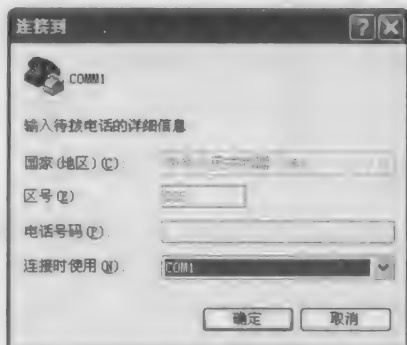 连接到
COMM1
输入待拨电话的详细信息
国家(地区)(C):
区号(E)
电话号码(P):
连接时使用(N): COM1
确定 取消